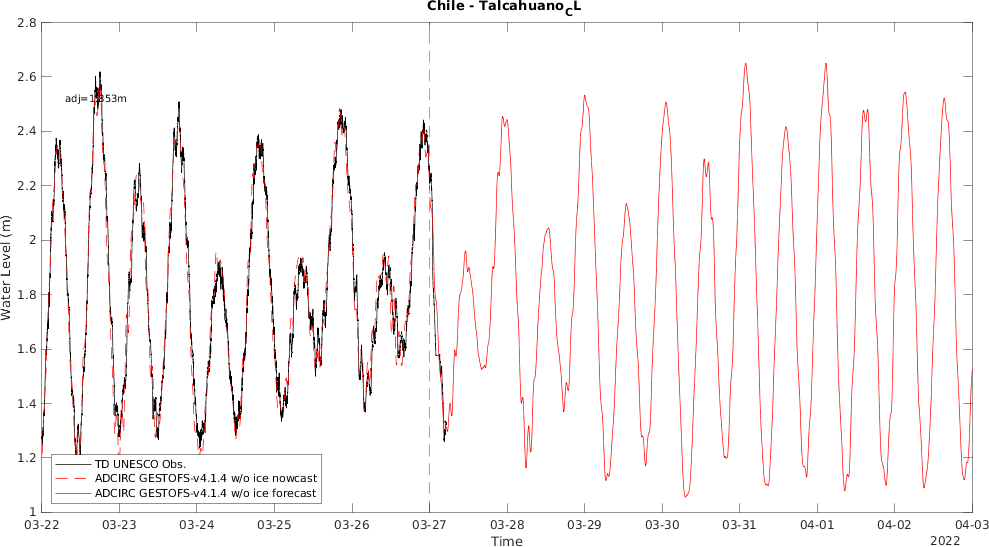 Chile - Talcahuano_CL
2.8
2.6
adj=1.353m
2.4
2.2
2
Water Level (m)
1.8
1.6
1.4
1.2
1
TD UNESCO Obs.
ADCIRC GESTOFS-v4.1.4 w/o ice nowcast
ADCIRC GESTOFS-v4.1.4 w/o ice forecast
03-22 03-23 03-24 03-25 03-26 03-27 03-28 03-29 03-30 03-31 04-01 04-02 04-03
Time
2022